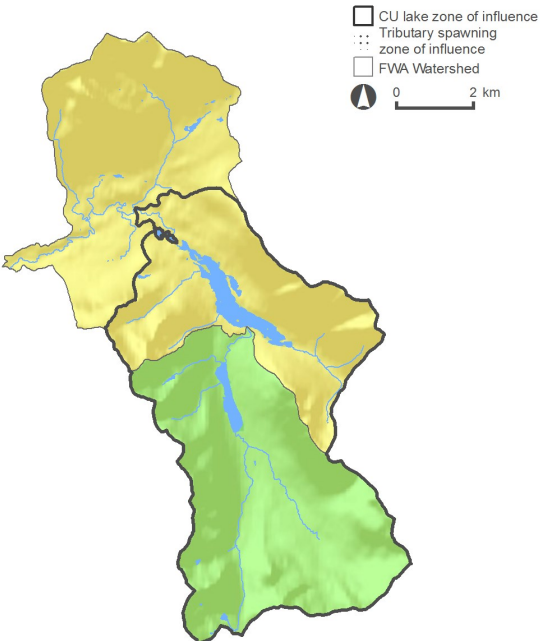 CU lake zone of influence
Tributary spawning
zone of influence
FWA Watershed
0 2 km